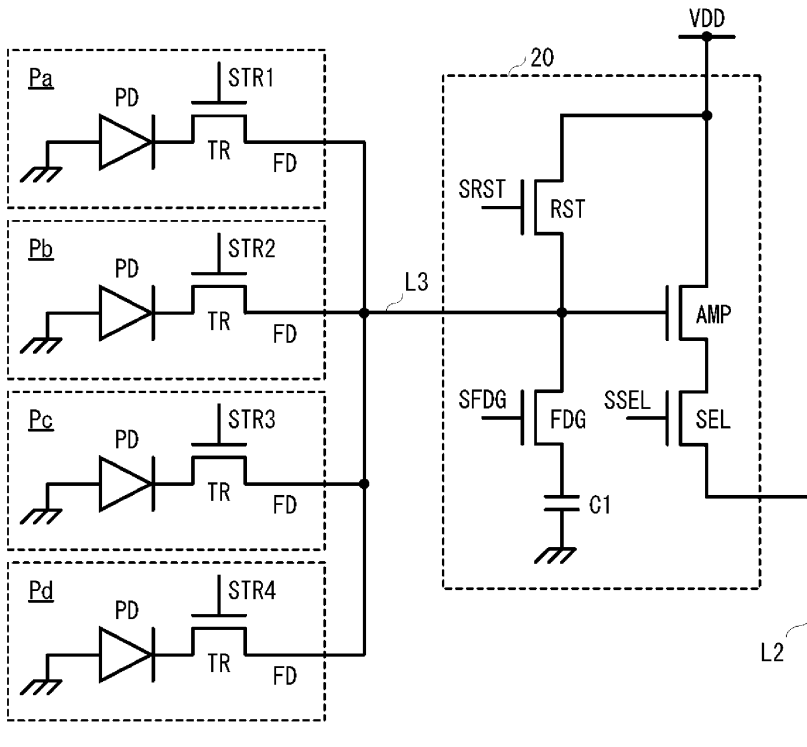 VDD
20
Pa
PD
STR1
TR
FD
SRST
RST
Pb
PD
STR2
TR
FD
L3
AMP
Pc
PD
STR3
TR
FD
SFDG
FDG
SSEL
SEL
C1
Pd
PD
STR4
TR
FD
L2